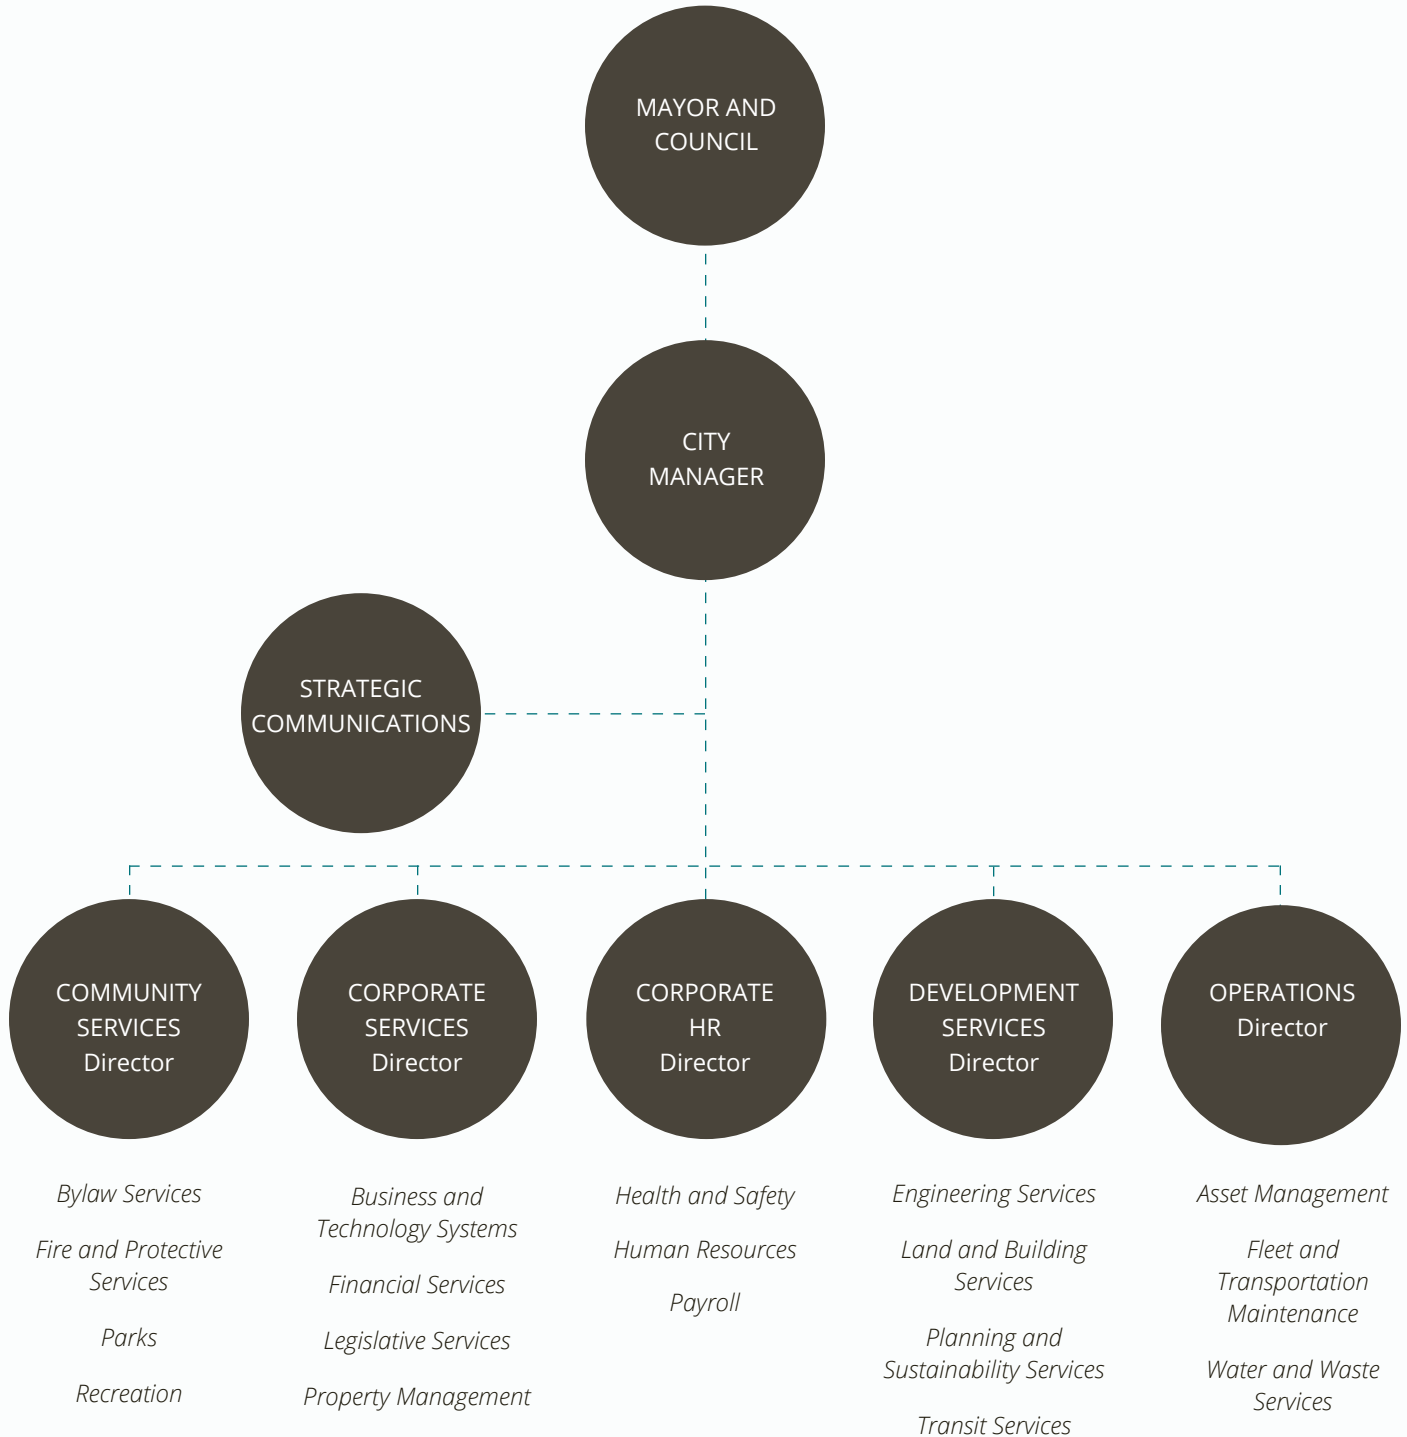 MAYOR AND
COUNCIL
CITY
MANAGER
STRATEGIC
COMMUNICATIONS
COMMUNITY
SERVICES
Director
CORPORATE
SERVICES
Director
CORPORATE
HR
Director
DEVELOPMENT
SERVICES
Director
OPERATIONS
Director
Bylaw Services
Fire and Protective
Services
Parks
Recreation
Business and
Technology Systems
Financial Services
Legislative Services
Property Management
Health and Safety
Human Resources
Payroll
Engineering Services
Land and Building
Services
Planning and
Sustainability Services
Transit Services
Asset Management
Fleet and
Transportation
Maintenance
Water and Waste
Services